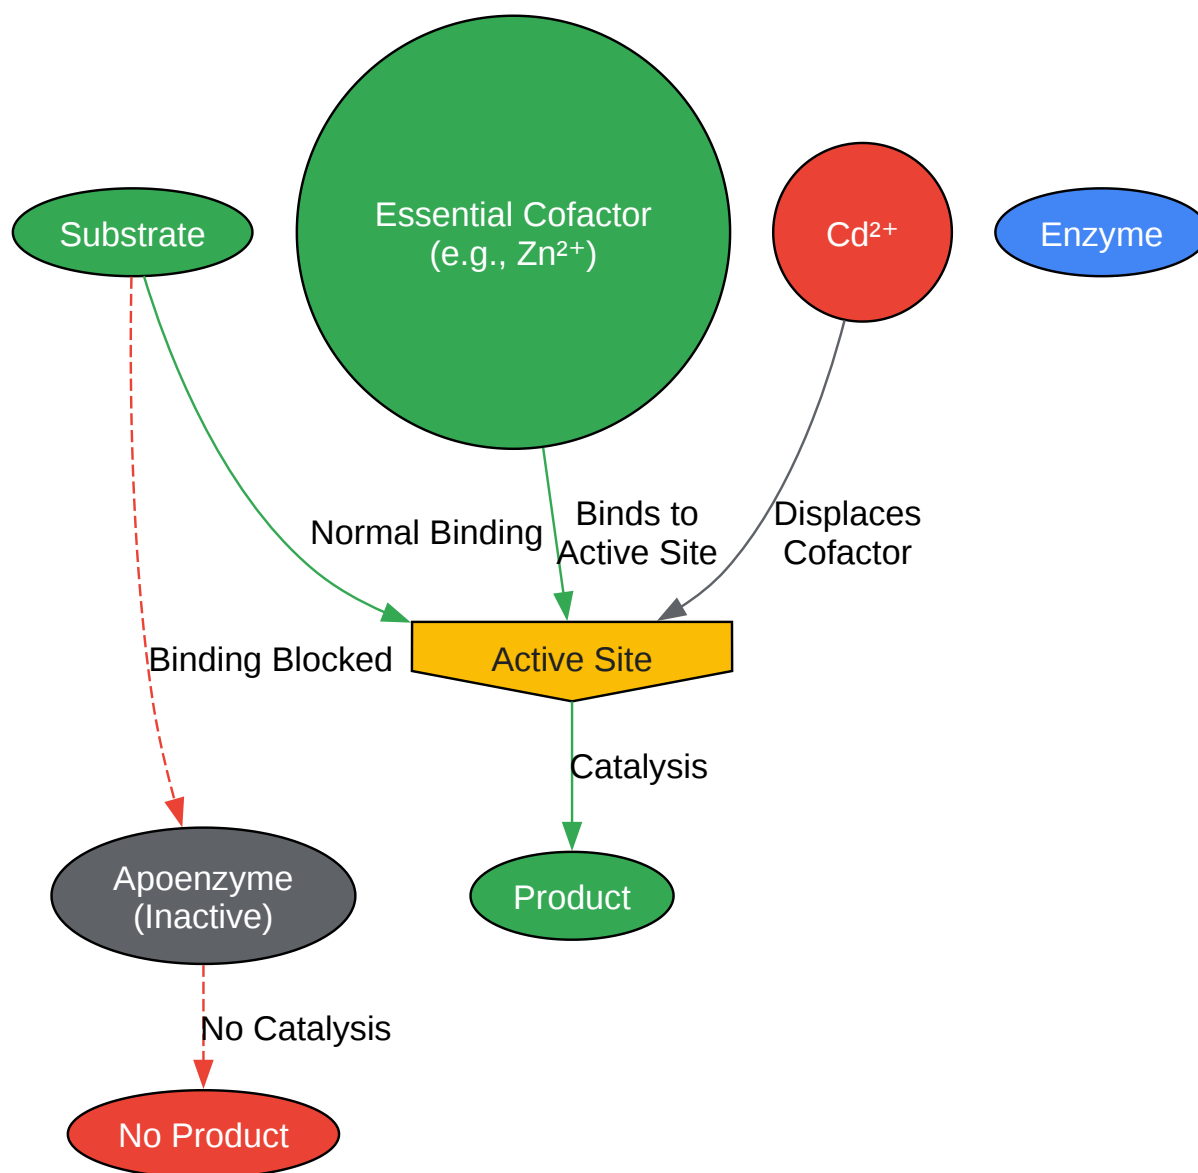 Substrate
Essential Cofactor
(e.g., Zn²⁺)
Cd²⁺
Enzyme
Normal Binding
Binds to
Active Site
Displaces
Cofactor
Binding Blocked
Active Site
Catalysis
Apoenzyme
(Inactive)
Product
No Catalysis
No Product